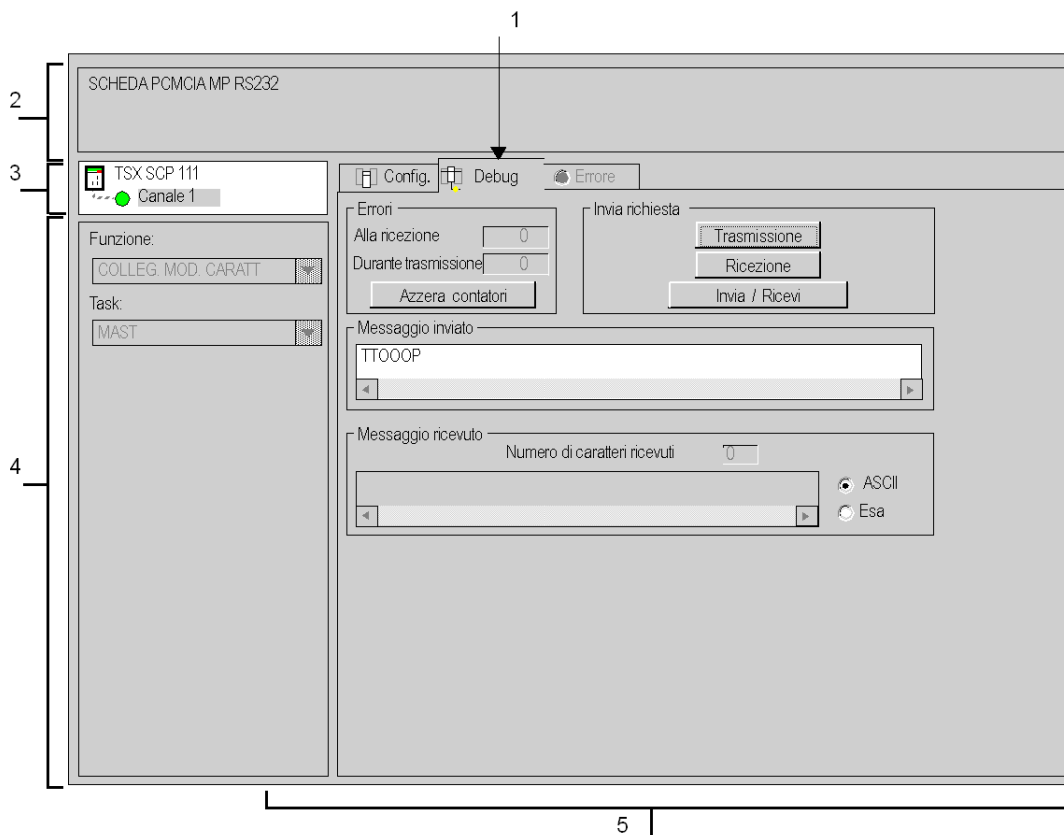 1
2
SCHEDA PCMCIA MP RS232
3
TSX SCP 111
Canale 1
Config.
Debug
Errore
4
Funzione:
COLLEG. MOD. CARATT
Task:
MAST
Errori
Alla ricezione 0
Durante trasmissione 0
Azzera contatori
Invia richiesta
Trasmissione
Ricezione
Invia / Ricevi
Messaggio inviato
TTOOOP
Messaggio ricevuto
Numero di caratteri ricevuti 0
ASCII
Esa
5